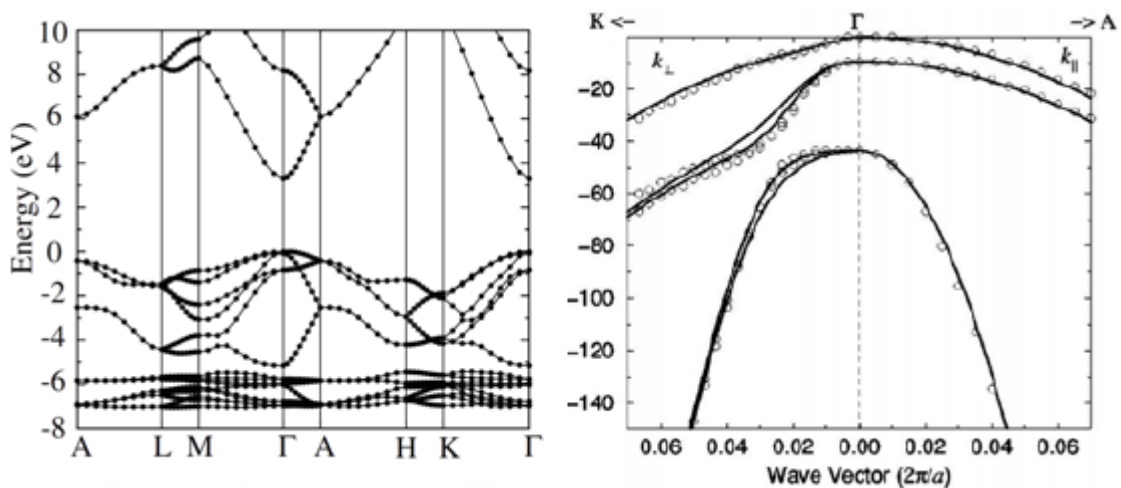 10
8
6
4
2
0
-2
-4
-6
-8
Energy (eV)
A L M Γ A H K Γ
K <- Γ -> A
k⊥ k||
-20
-40
-60
-80
-100
-120
-140
0.06 0.04 0.02 0.00 0.02 0.04 0.06
Wave Vector (2π/a)